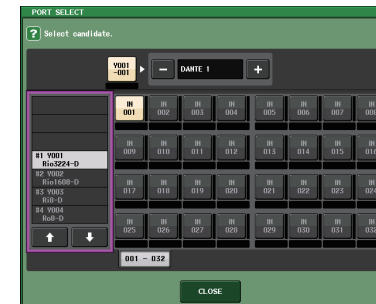 PORT SELECT
? Select candidate.
Y001
-001
DANTE 1
IN 001 IN 002 IN 003 IN 004 IN 005 IN 006 IN 007 IN 008
#1 Y001
Rio3224-D
#2 Y002
Rio1608-D
#3 Y003
Ri8-D
#4 Y004
Ro8-D
IN 009 IN 010 IN 011 IN 012 IN 013 IN 014 IN 015 IN 016
IN 017 IN 018 IN 019 IN 020 IN 021 IN 022 IN 023 IN 024
IN 025 IN 026 IN 027 IN 028 IN 029 IN 030 IN 031 IN 032
001 - 032
CLOSE